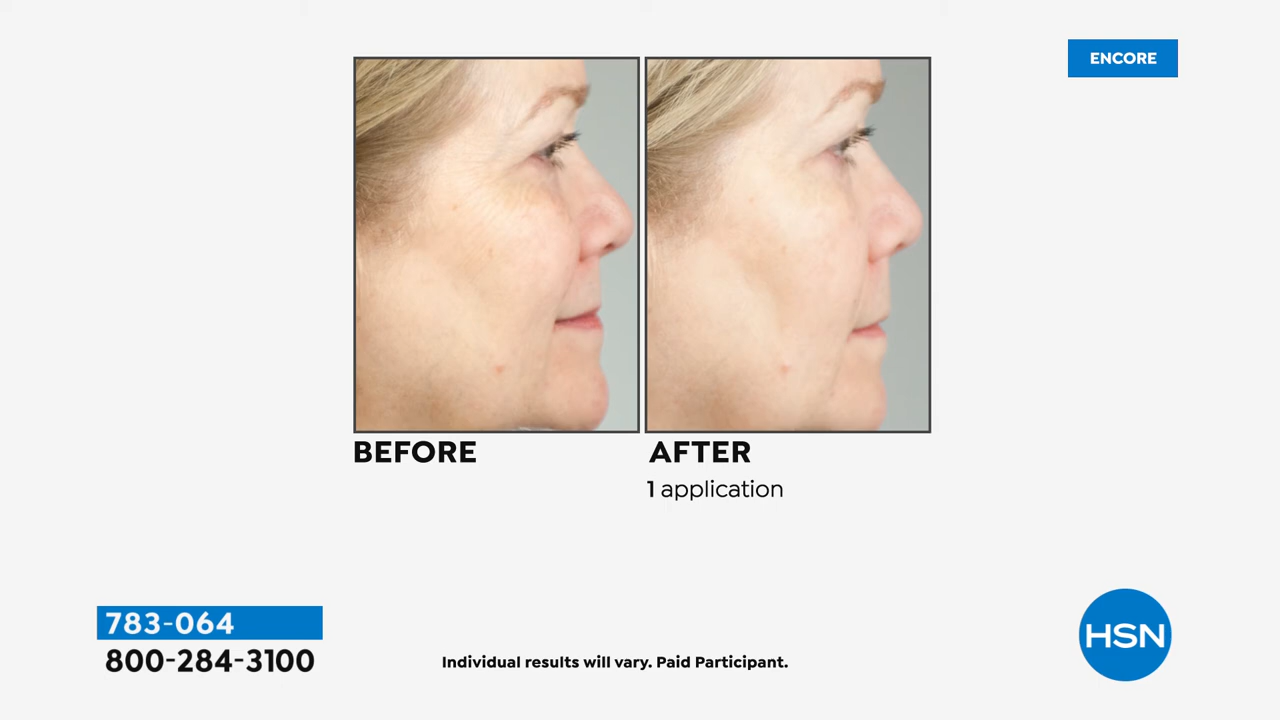 ENCORE
BEFORE
AFTER
1 application
783-064
800-284-3100
Individual results will vary. Paid Participant.
HSN